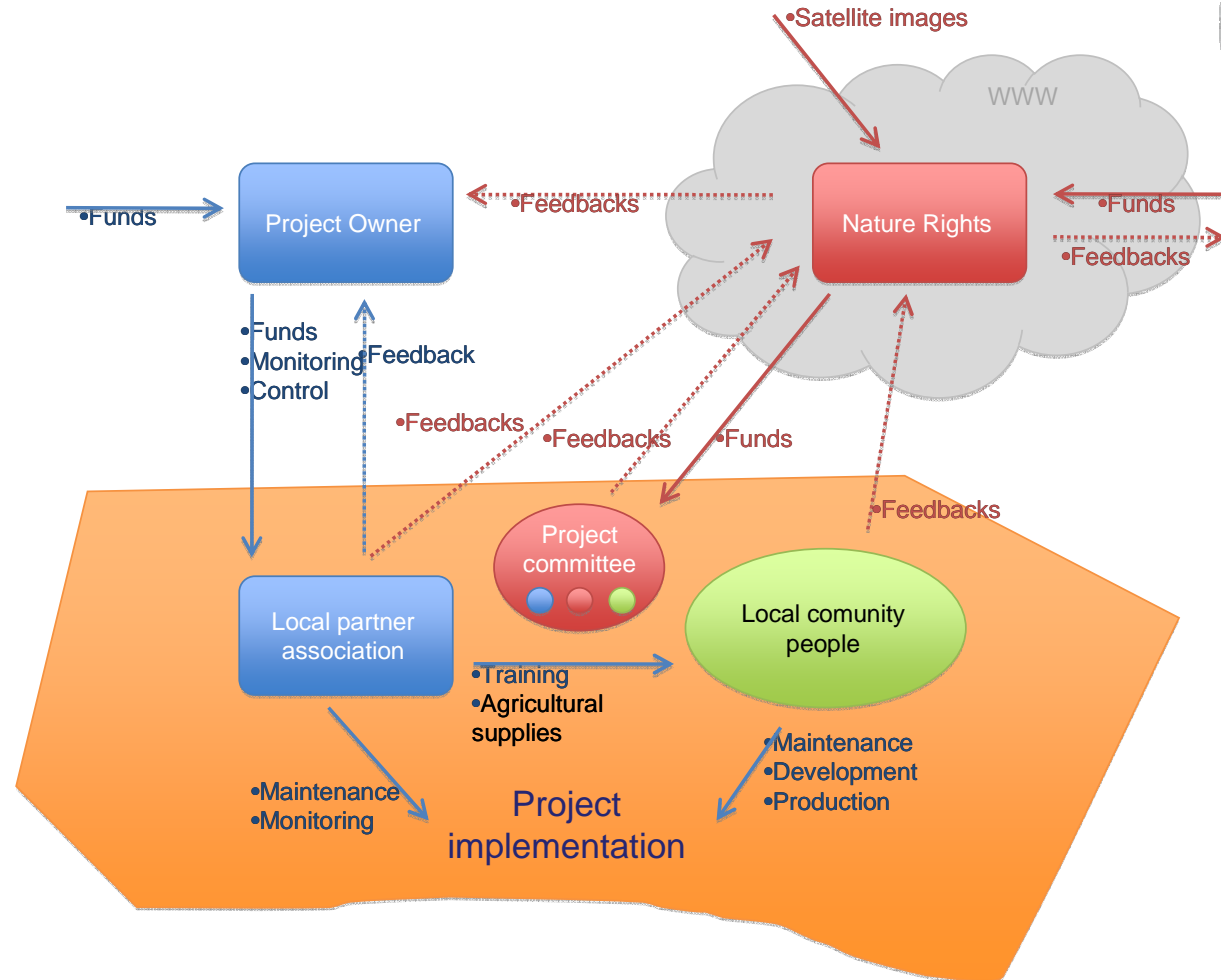 •Satellite images
WWW
•Funds
Project Owner
•Feedbacks
Nature Rights
•Funds
•Feedbacks
•Funds
•Monitoring
•Control
•Feedback
•Feedbacks
•Feedbacks
•Funds
•Feedbacks
Project
committee
Local partner
association
Local comunity
people
•Training
•Agricultural
supplies
•Maintenance
•Monitoring
•Maintenance
•Development
•Production
Project
implementation